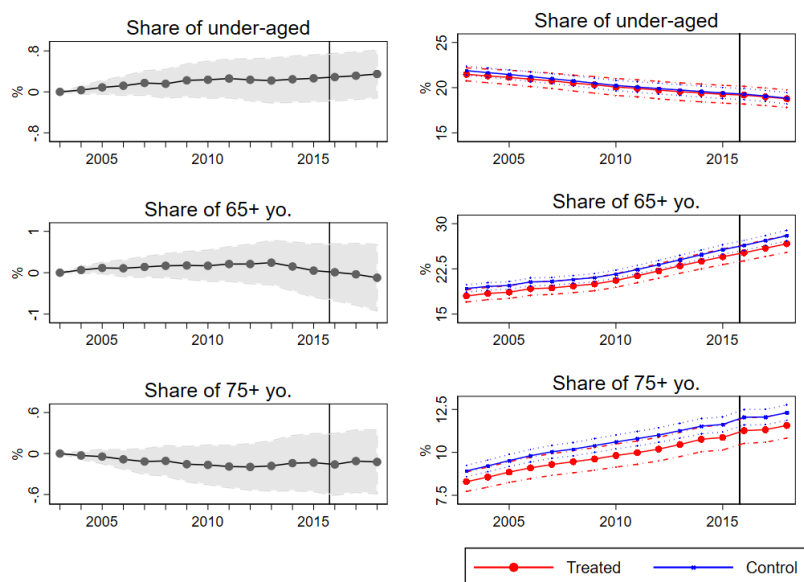 Share of under-aged
.8
0
-.8
%
2005 2010 2015
Share of under-aged
25
20
15
%
2005 2010 2015
Share of 65+ yo.
1
0
-1
%
2005 2010 2015
Share of 65+ yo.
30
22.5
15
%
2005 2010 2015
Share of 75+ yo.
.6
0
-.6
%
2005 2010 2015
Share of 75+ yo.
12.5
10
7.5
%
2005 2010 2015
Treated Control